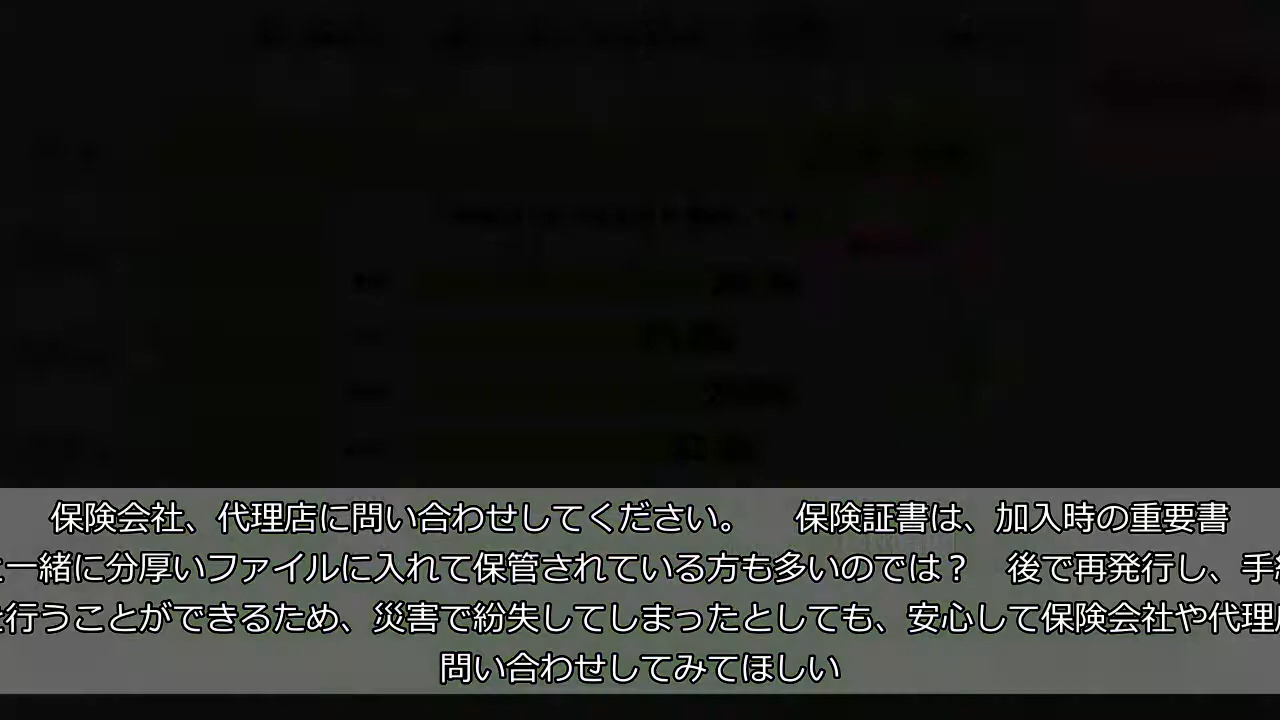 保険会社、代理店に問い合わせしてください。　保険証書は、加入時の重要書
一緒に分厚いファイルに入れて保管されている方も多いのでは？　後で再発行し、手
行うことができるため、災害で紛失してしまったとしても、安心して保険会社や代理
問い合わせしてみてほしい